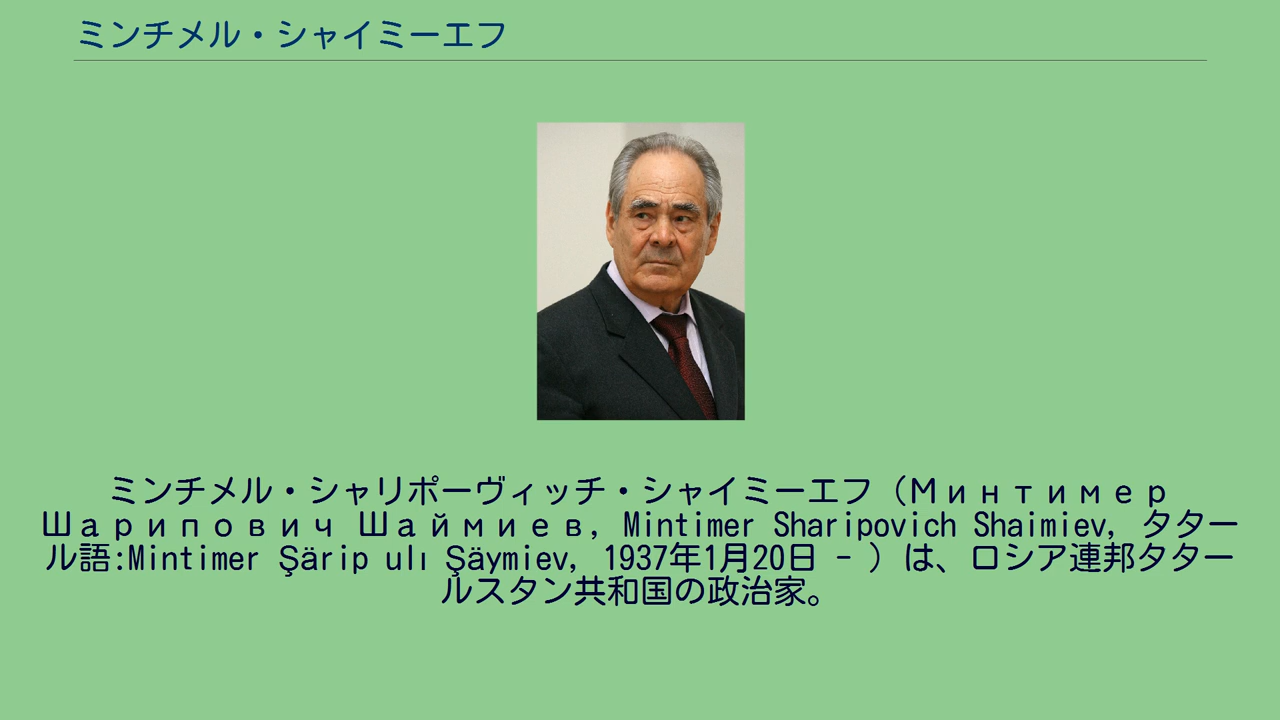 ミンチメル・シャイミーエフ
ミンチメル・シャリポーヴィッチ・シャイミーエフ（Ｍｉｎтимер
Шарипович Шаймиев, Mintimer Sharipovich Shaimiev, タター
ル語:Mintimer Şärip ulı Şäymiev, 1937年1月20日 - ）は、ロシア連邦タター
ルスタン共和国の政治家。